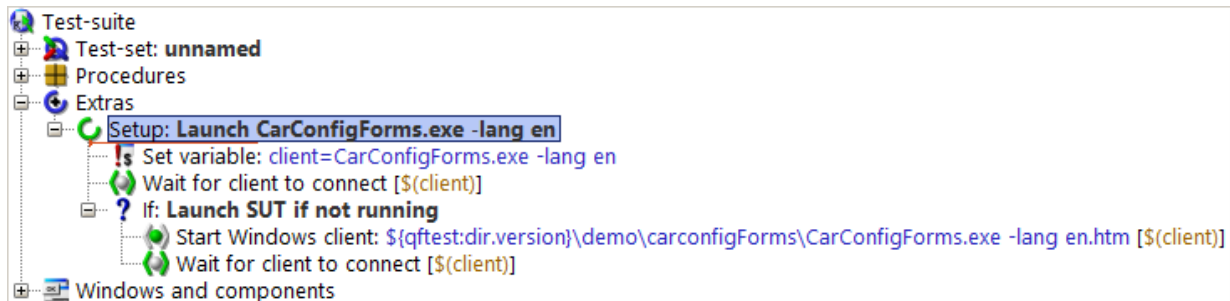 Test-suite
Test-set: unnamed
Procedures
Extras
Setup: Launch CarConfigForms.exe -lang en
Set variable: client=CarConfigForms.exe -lang en
Wait for client to connect [$(client)]
If: Launch SUT if not running
Start Windows client: ${qftest:dir.version}\demo\carconfigForms\CarConfigForms.exe -lang en.htm [$(client)]
Wait for client to connect [$(client)]
Windows and components